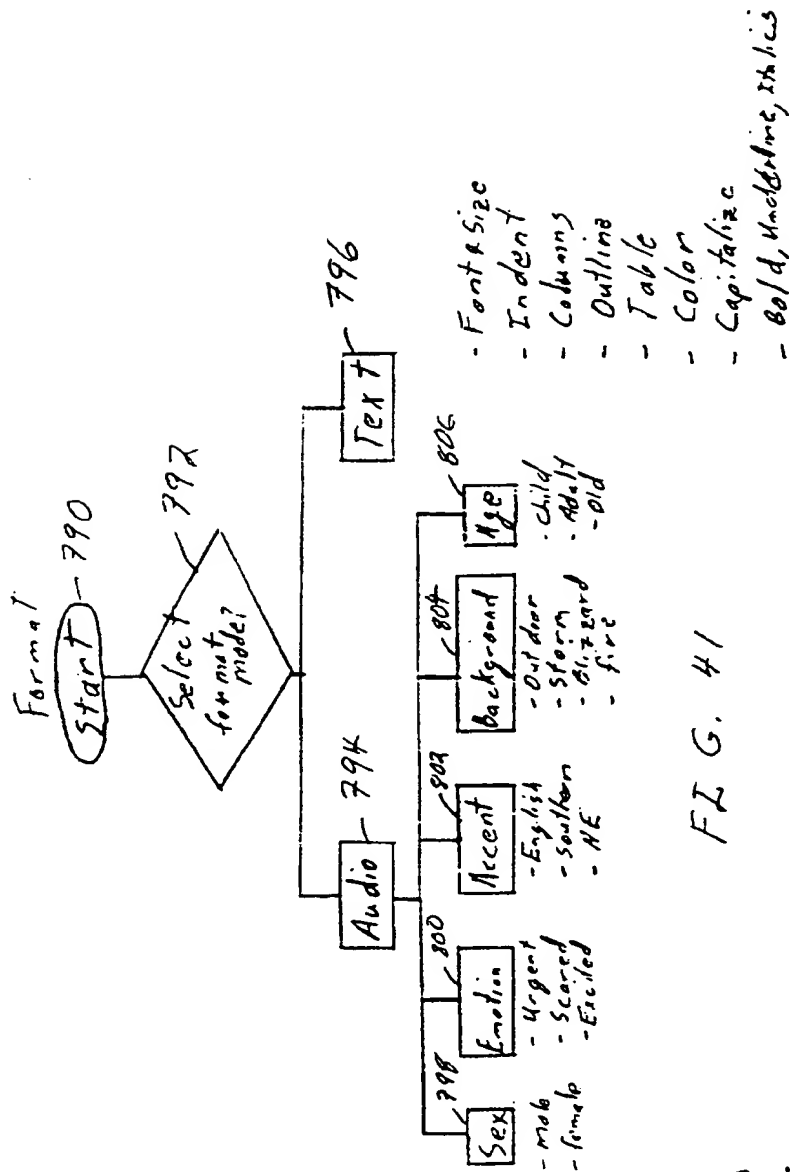 Format
Start 790
Select format mode? 792
Audio 794
Text 796
- Font & Size
- Indent
- Columns
- Outline
- Table
- Color
- Capitalize
- Bold, Underline, Italics
Sex 798
- male
- female
Emotion 800
- Urgent
- Scared
- Excited
Accent 802
- English
- Southern
- NE
Background 804
- Outdoor
- Storm
- Blizzard
- fire
Age 806
- Child
- Adult
- Old
FIG. 41